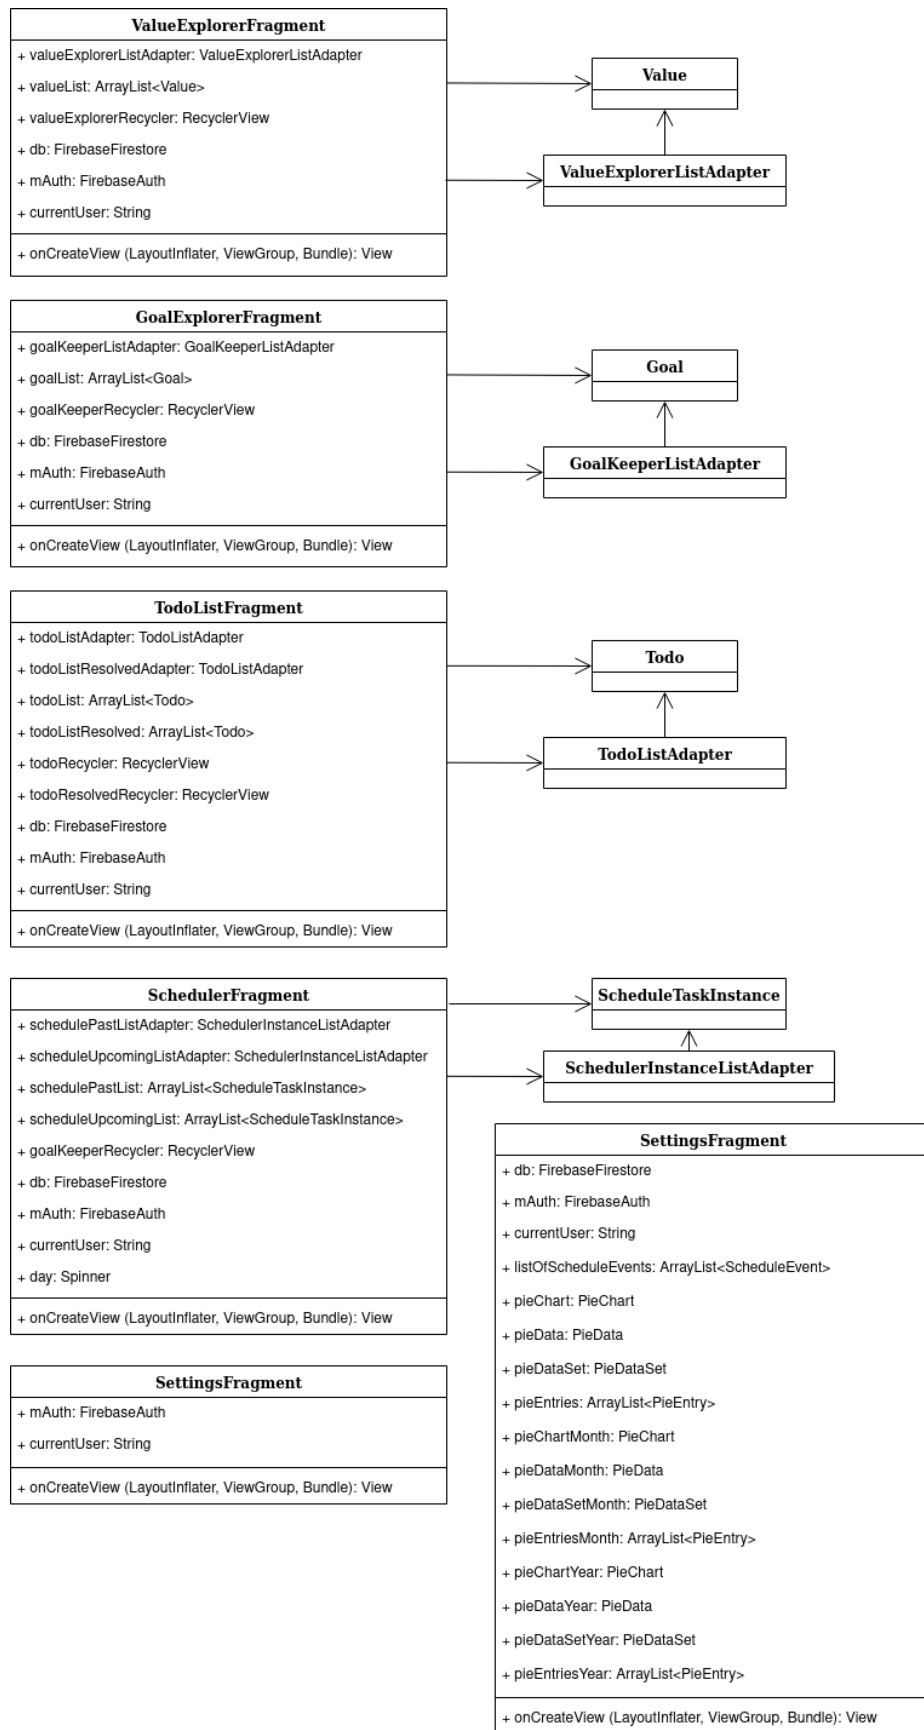 ValueExplorerFragment
+ valueExplorerListAdapter: ValueExplorerListAdapter
+ valueList: ArrayList<Value>
+ valueExplorerRecycler: RecyclerView
+ db: FirebaseFirestore
+ mAuth: FirebaseAuth
+ currentUser: String
+ onCreateView (LayoutInflater, ViewGroup, Bundle): View
Value
ValueExplorerListAdapter
GoalExplorerFragment
+ goalKeeperListAdapter: GoalKeeperListAdapter
+ goalList: ArrayList<Goal>
+ goalKeeperRecycler: RecyclerView
+ db: FirebaseFirestore
+ mAuth: FirebaseAuth
+ currentUser: String
+ onCreateView (LayoutInflater, ViewGroup, Bundle): View
Goal
GoalKeeperListAdapter
TodoListFragment
+ todoListAdapter: TodoListAdapter
+ todoListResolvedAdapter: TodoListAdapter
+ todoList: ArrayList<Todo>
+ todoListResolved: ArrayList<Todo>
+ todoRecycler: RecyclerView
+ todoResolvedRecycler: RecyclerView
+ db: FirebaseFirestore
+ mAuth: FirebaseAuth
+ currentUser: String
+ onCreateView (LayoutInflater, ViewGroup, Bundle): View
Todo
TodoListAdapter
SchedulerFragment
+ schedulePastListAdapter: SchedulerInstanceListAdapter
+ scheduleUpcomingListAdapter: SchedulerInstanceListAdapter
+ schedulePastList: ArrayList<ScheduleTaskInstance>
+ scheduleUpcomingList: ArrayList<ScheduleTaskInstance>
+ goalKeeperRecycler: RecyclerView
+ db: FirebaseFirestore
+ mAuth: FirebaseAuth
+ currentUser: String
+ day: Spinner
+ onCreateView (LayoutInflater, ViewGroup, Bundle): View
ScheduleTaskInstance
SchedulerInstanceListAdapter
SettingsFragment
+ mAuth: FirebaseAuth
+ currentUser: String
+ onCreateView (LayoutInflater, ViewGroup, Bundle): View
SettingsFragment
+ db: FirebaseFirestore
+ mAuth: FirebaseAuth
+ currentUser: String
+ listOfScheduleEvents: ArrayList<ScheduleEvent>
+ pieChart: PieChart
+ pieData: PieData
+ pieDataSet: PieDataSet
+ pieEntries: ArrayList<PieEntry>
+ pieChartMonth: PieChart
+ pieDataMonth: PieData
+ pieDataSetMonth: PieDataSet
+ pieEntriesMonth: ArrayList<PieEntry>
+ pieChartYear: PieChart
+ pieDataYear: PieData
+ pieDataSetYear: PieDataSet
+ pieEntriesYear: ArrayList<PieEntry>
+ onCreateView (LayoutInflater, ViewGroup, Bundle): View